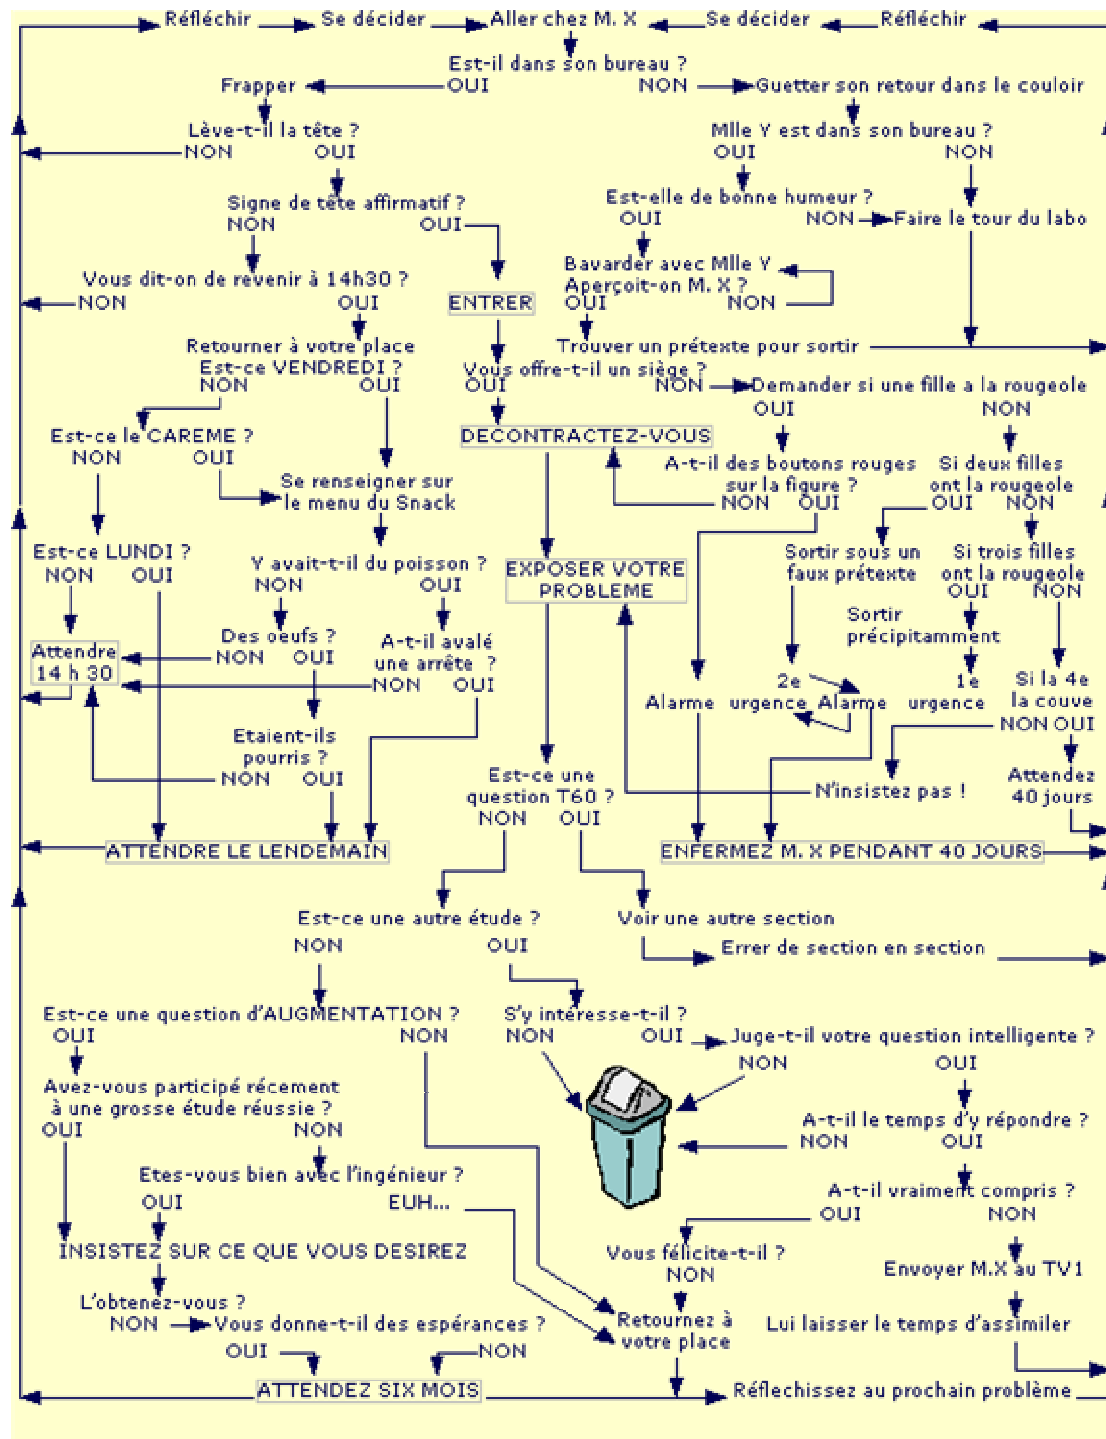 Réfléchir Se décider Aller chez M. X Se décider Réfléchir
Est-il dans son bureau ?
Frapper OUI NON Guetter son retour dans le couloir
Lève-t-il la tête ? Mlle Y est dans son bureau ?
NON OUI OUI NON
Est-elle de bonne humeur ?
Signe de tête affirmatif ?
NON OUI OUI NON Faire le tour du labo
Bavarder avec Mlle Y
Vous dit-on de revenir à 14h30 ? Aperçoit-on M. X ?
NON OUI ENTRER OUI NON
Retourner à votre place Trouver un prétexte pour sortir
Est-ce VENDREDI ? Vous offre-t-il un siège ?
NON OUI OUI NON Demander si une fille a la rougeole
OUI NON
Est-ce le CAREME ? DECONTRACTEZ-VOUS
NON OUI A-t-il des boutons rouges Si deux filles
Se renseigner sur sur la figure ? ont la rougeole
le menu du Snack NON OUI OUI NON
Est-ce LUNDI ? Y avait-t-il du poisson ? Sortir sous un Si trois filles
NON OUI NON OUI EXPOSER VOTRE faux prétexte ont la rougeole
PROBLEME OUI NON
Sortir
Des oeufs ? A-t-il avalé précipitamment
Attendre NON OUI une arrête ?
14 h 30 NON OUI 2e 1e Si la 4e
Alarme urgence Alarme urgence la couve
NON OUI
Etaient-ils
pourris ?
NON OUI Est-ce une Attendez
question T60 ? N'insistez pas ! 40 jours
NON OUI
ATTENDRE LE LENDEMAIN ENFERMEZ M. X PENDANT 40 JOURS
Est-ce une autre étude ? Voir une autre section
NON OUI Errer de section en section
Est-ce une question d'AUGMENTATION ? S'y intéresse-t-il ?
OUI NON NON OUI Juge-t-il votre question intelligente ?
NON OUI
Avez-vous participé récement
à une grosse étude réussie ? A-t-il le temps d'y répondre ?
OUI NON NON OUI
Etes-vous bien avec l'ingénieur ? A-t-il vraiment compris ?
OUI EUH... OUI NON
INSISTEZ SUR CE QUE VOUS DESIREZ Vous félicite-t-il ?
NON Envoyer M.X au TV1
L'obtenez-vous ?
NON Vous donne-t-il des espérances ? Retournez à Lui laisser le temps d'assimiler
OUI NON votre place
ATTENDEZ SIX MOIS Réflechissez au prochain problème